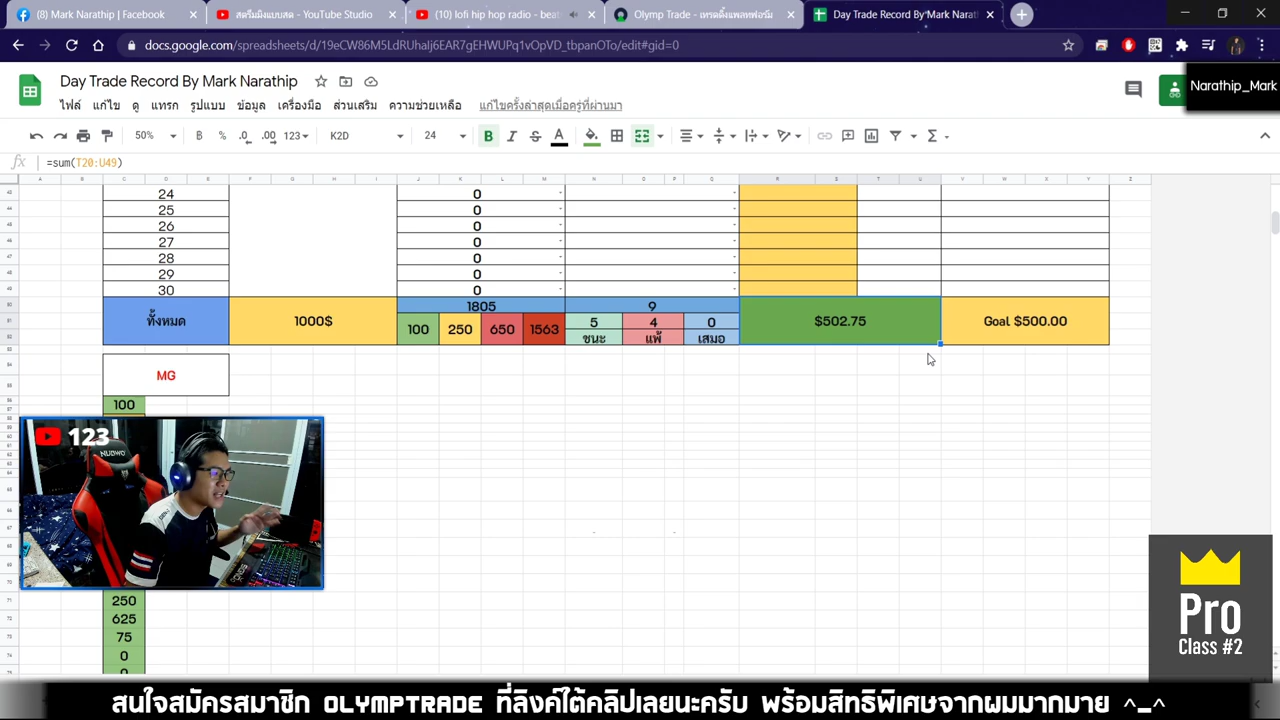 (8) Mark Narathip | Facebook
สตรีมมิงแบบสด - YouTube Studio
(10) lofi hip hop radio - beat
Olymp Trade - เทรดดิ้งแพลทฟอร์ม
Day Trade Record By Mark Narat
docs.google.com/spreadsheets/d/19eCW86M5LdRUhaIj6EAR7gEHWUPq1vOpVD_tbpanOTo/edit#gid=0
Day Trade Record By Mark Narathip
Narathip_Mark
ไฟล์ แก้ไข ดู แทรก รูปแบบ ข้อมูล เครื่องมือ ส่วนเสริม ความช่วยเหลือ แก้ไขครั้งล่าสุดเมื่อครู่ที่ผ่านมา
50% ฿ % .0 .00 123 K2D 24 B I S A Σ
fx =sum(T20:U49)
24 0
25 0
26 0
27 0
28 0
29 0
30 0
ทั้งหมด 1000$ 1805 9 $502.75 Goal $500.00
100 250 650 1563 5 4 0
ชนะ แพ้ เสมอ
MG
100
123
NUBWO
250
625
75
0
Pro
Class #2
สนใจสมัครสมาชิก OLYMPTRADE ที่ลิงค์ใต้คลิปเลยนะครับ พร้อมสิทธิพิเศษจากผมมากมาย ^_^